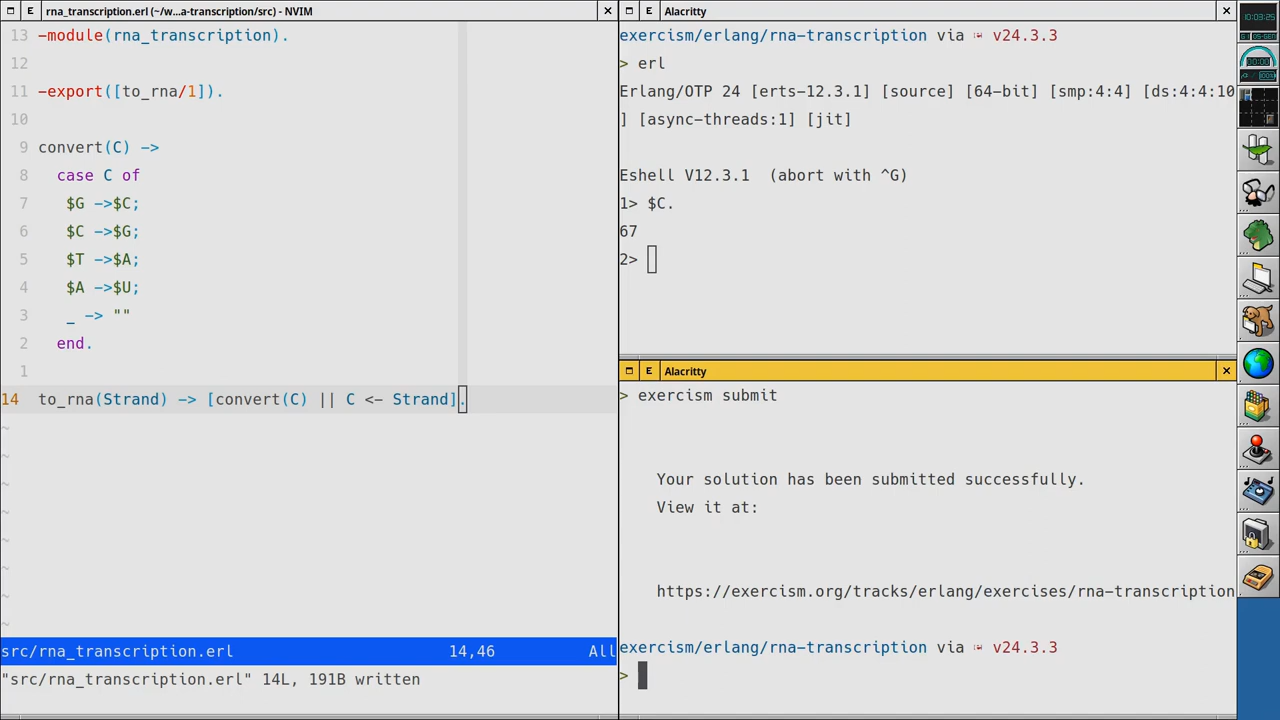 rna_transcription.erl (~/w...a-transcription/src) - NVIM
13 -module(rna_transcription).
12
11 -export([to_rna/1]).
10
9 convert(C) ->
8 case C of
7 $G ->$C;
6 $C ->$G;
5 $T ->$A;
4 $A ->$U;
3 _ -> ""
2 end.
1
14 to_rna(Strand) -> [convert(C) || C <- Strand].
~
~
~
~
~
~
~
~
src/rna_transcription.erl 14,46 All
"src/rna_transcription.erl" 14L, 191B written
E Alacritty
exercism/erlang/rna-transcription via v24.3.3
> erl
Erlang/OTP 24 [erts-12.3.1] [source] [64-bit] [smp:4:4] [ds:4:4:10
] [async-threads:1] [jit]
Eshell V12.3.1 (abort with ^G)
1> $C.
67
2>
E Alacritty
> exercism submit
Your solution has been submitted successfully.
View it at:
https://exercism.org/tracks/erlang/exercises/rna-transcription
exercism/erlang/rna-transcription via v24.3.3
>
10:03:25